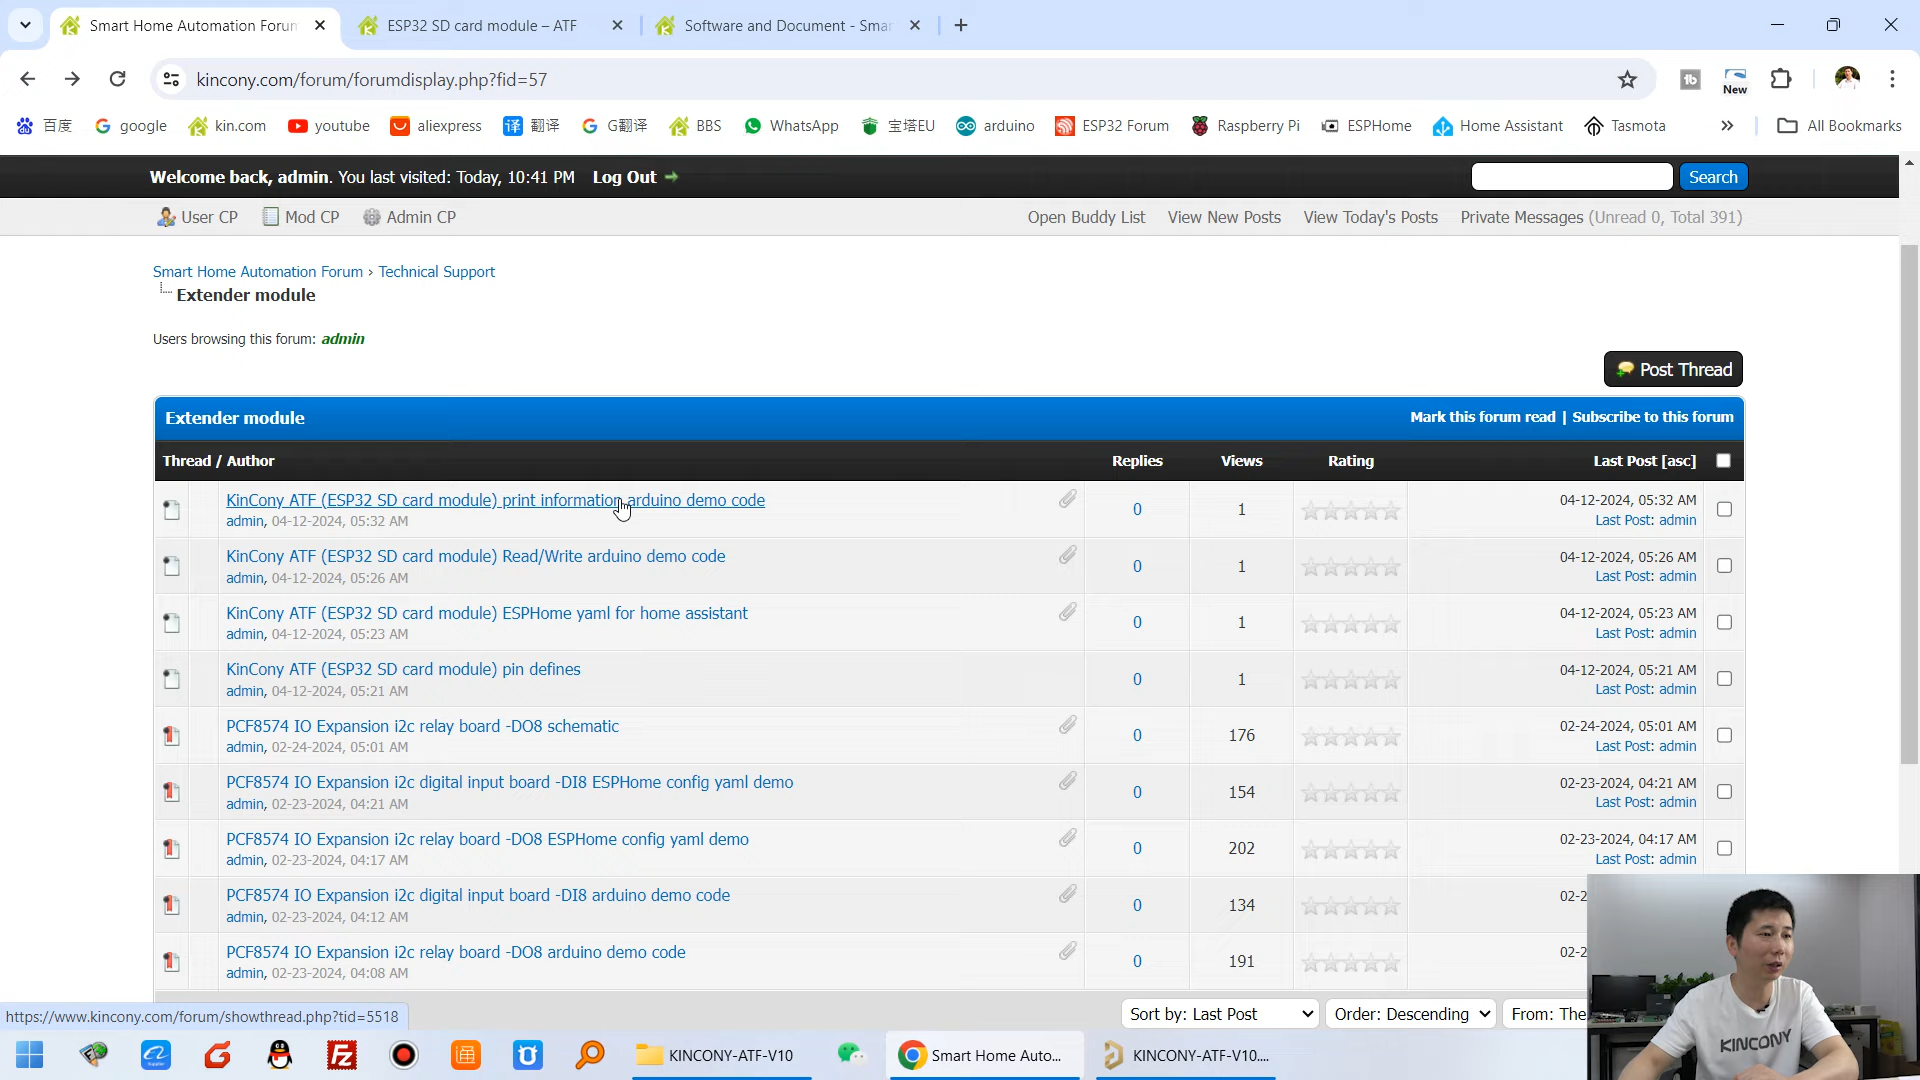 Smart Home Automation Forum
ESP32 SD card module – ATF
Software and Document - Smar
kincony.com/forum/forumdisplay.php?fid=57
New
百度
google
kin.com
youtube
aliexpress
译 翻译
G翻译
BBS
WhatsApp
宝塔EU
arduino
ESP32 Forum
Raspberry Pi
ESPHome
Home Assistant
Tasmota
All Bookmarks
Welcome back, admin. You last visited: Today, 10:41 PM Log Out
Search
User CP Mod CP Admin CP
Open Buddy List View New Posts View Today's Posts Private Messages (Unread 0, Total 391)
Smart Home Automation Forum › Technical Support
Extender module
Users browsing this forum: admin
Post Thread
Extender module
Mark this forum read | Subscribe to this forum
Thread / Author Replies Views Rating Last Post [asc]
KinCony ATF (ESP32 SD card module) print information arduino demo code
admin, 04-12-2024, 05:32 AM
0
1
04-12-2024, 05:32 AM
Last Post: admin
KinCony ATF (ESP32 SD card module) Read/Write arduino demo code
admin, 04-12-2024, 05:26 AM
0
1
04-12-2024, 05:26 AM
Last Post: admin
KinCony ATF (ESP32 SD card module) ESPHome yaml for home assistant
admin, 04-12-2024, 05:23 AM
0
1
04-12-2024, 05:23 AM
Last Post: admin
KinCony ATF (ESP32 SD card module) pin defines
admin, 04-12-2024, 05:21 AM
0
1
04-12-2024, 05:21 AM
Last Post: admin
PCF8574 IO Expansion i2c relay board -DO8 schematic
admin, 02-24-2024, 05:01 AM
0
176
02-24-2024, 05:01 AM
Last Post: admin
PCF8574 IO Expansion i2c digital input board -DI8 ESPHome config yaml demo
admin, 02-23-2024, 04:21 AM
0
154
02-23-2024, 04:21 AM
Last Post: admin
PCF8574 IO Expansion i2c relay board -DO8 ESPHome config yaml demo
admin, 02-23-2024, 04:17 AM
0
202
02-23-2024, 04:17 AM
Last Post: admin
PCF8574 IO Expansion i2c digital input board -DI8 arduino demo code
admin, 02-23-2024, 04:12 AM
0
134
02-2
PCF8574 IO Expansion i2c relay board -DO8 arduino demo code
admin, 02-23-2024, 04:08 AM
0
191
02-2
https://www.kincony.com/forum/showthread.php?tid=5518
Sort by: Last Post
Order: Descending
From: The
KINCONY
KINCONY-ATF-V10
Smart Home Auto...
KINCONY-ATF-V10....